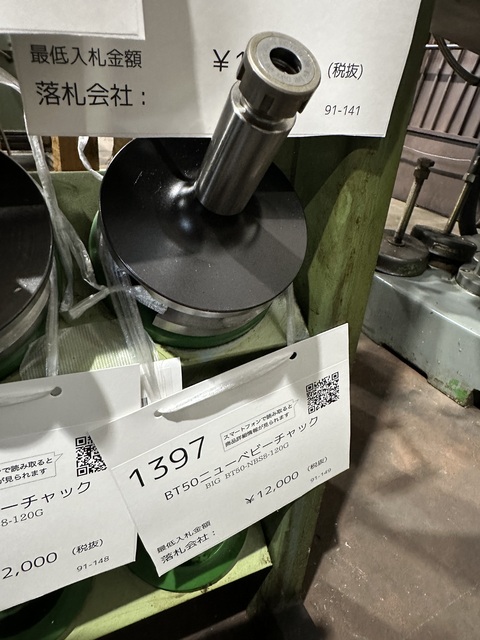 最低入札金額 ¥1 (税抜)
落札会社：
91-141
1397
スマートフォンで読み取ると
商品詳細情報が見られます
BT50ニューベビーチャック
BIG BT50-NBS8-120G
¥12,000 (税抜)
最低入札金額
落札会社：
91-149
で読み取ると
が見られます
ーチャック
8-120G
2,000 (税抜)
91-148